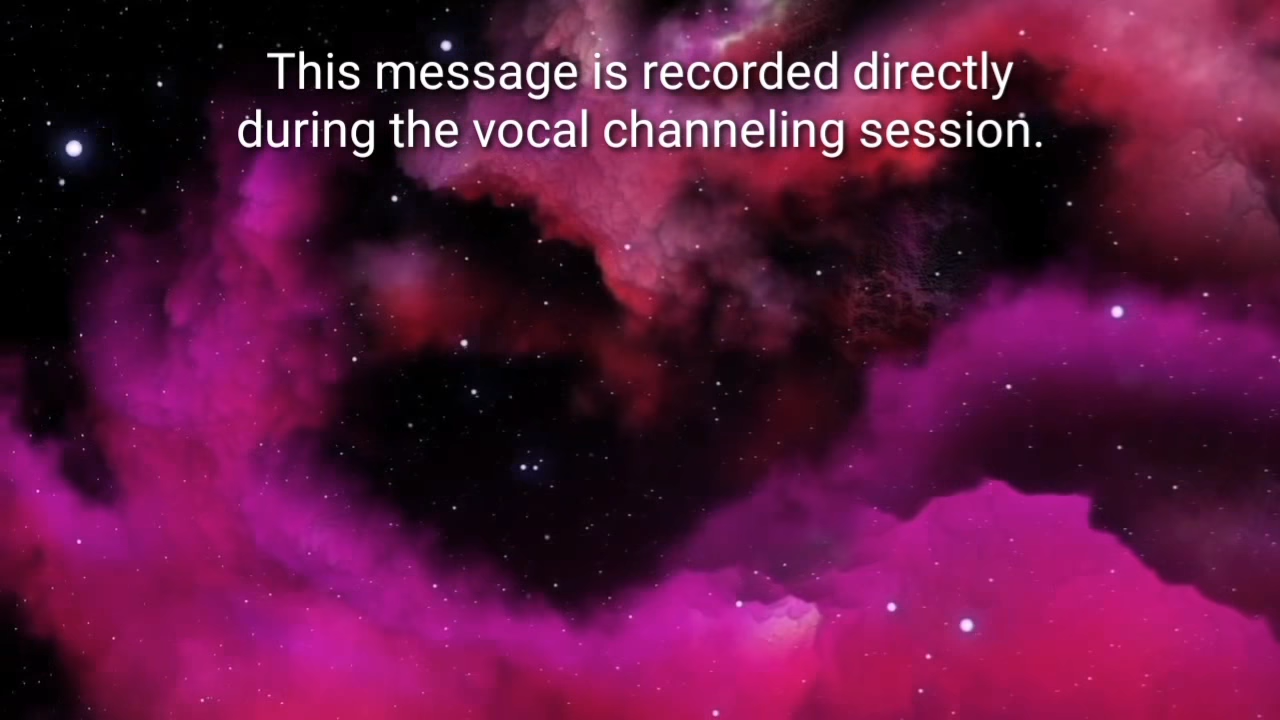 This message is recorded directly
during the vocal channeling session.